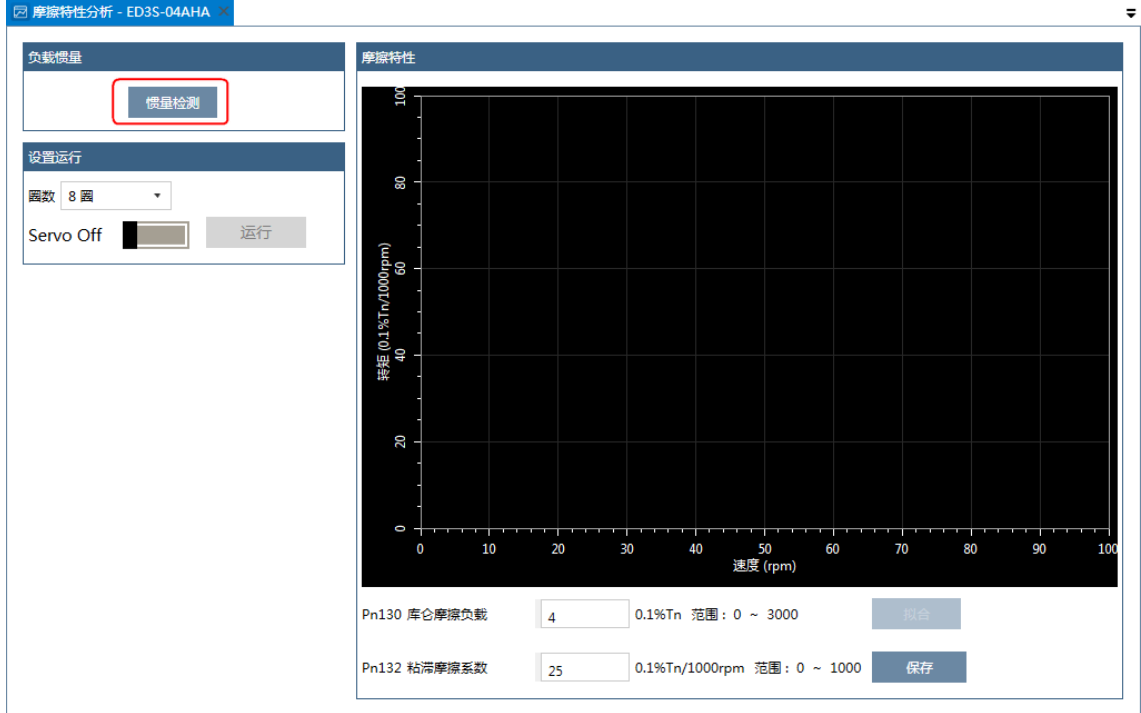 摩擦特性分析 - ED3S-04AHA
负载惯量
惯量检测
设置运行
圈数 8 圈
Servo Off 运行
摩擦特性
转矩 (0.1%Tn/1000rpm)
100
80
60
40
20
0
0 10 20 30 40 50 60 70 80 90 100
速度 (rpm)
Pn130 库仑摩擦负载 4 0.1%Tn 范围: 0 ~ 3000 拟合
Pn132 粘滞摩擦系数 25 0.1%Tn/1000rpm 范围: 0 ~ 1000 保存